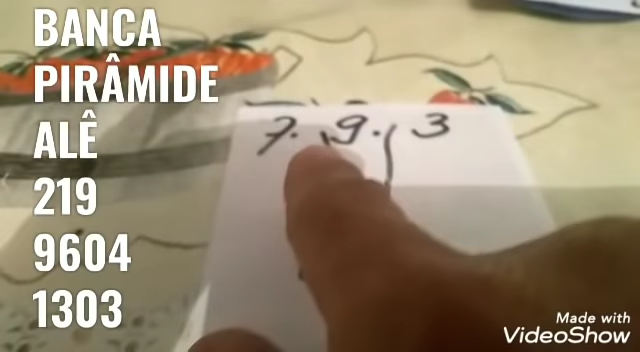 BANCA
PIRÂMIDE
ALÊ
219
9604
1303
7. 9. 3
Made with
VideoShow